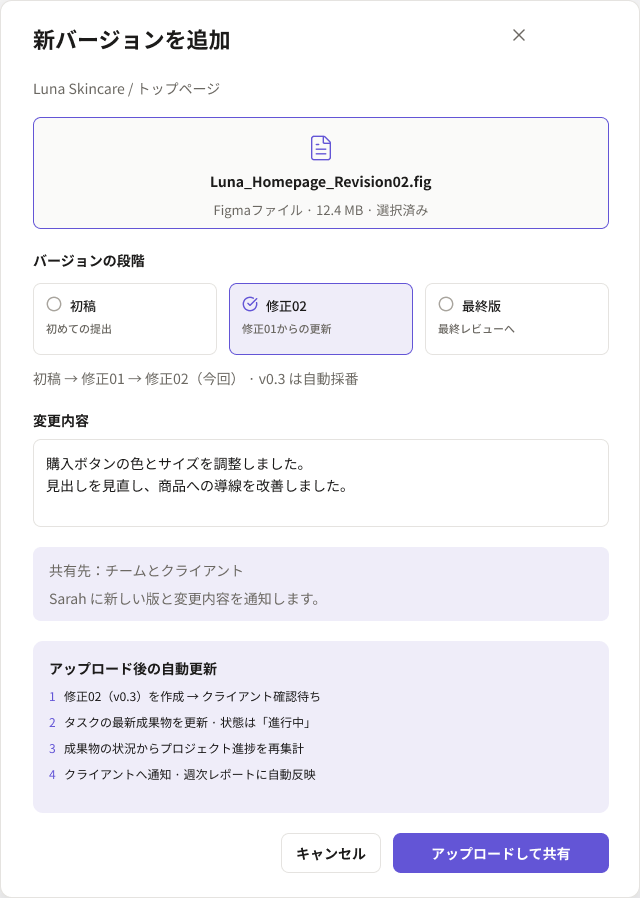 新バージョンを追加
Luna Skincare / トップページ
Luna_Homepage_Revision02.fig
Figmaファイル · 12.4 MB · 選択済み
バージョンの段階
初稿
初めての提出
修正02
修正01からの更新
最終版
最終レビューへ
初稿 → 修正01 → 修正02（今回） · v0.3 は自動採番
変更内容
購入ボタンの色とサイズを調整しました。
見出しを見直し、商品への導線を改善しました。
共有先：チームとクライアント
Sarah に新しい版と変更内容を通知します。
アップロード後の自動更新
1 修正02（v0.3）を作成 → クライアント確認待ち
2 タスクの最新成果物を更新 · 状態は「進行中」
3 成果物の状況からプロジェクト進捗を再集計
4 クライアントへ通知 · 週次レポートに自動反映
キャンセル
アップロードして共有